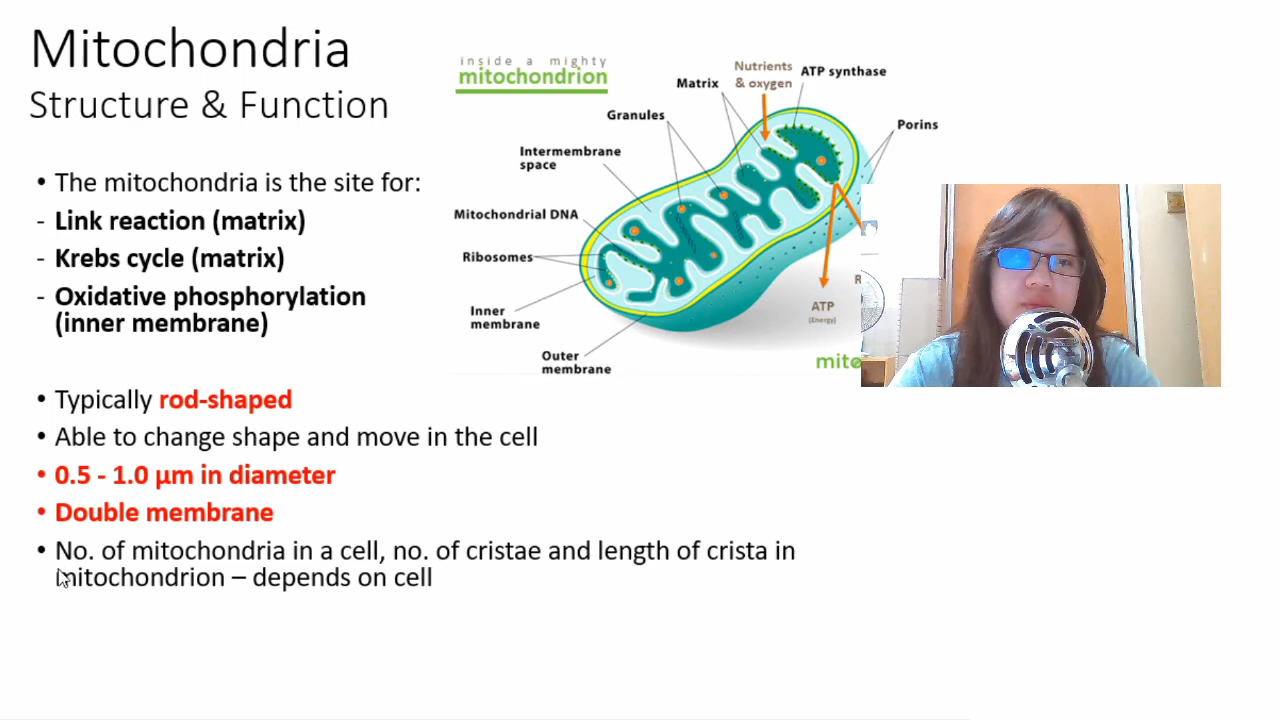 Mitochondria
Structure & Function
• The mitochondria is the site for:
- Link reaction (matrix)
- Krebs cycle (matrix)
- Oxidative phosphorylation
(inner membrane)
• Typically rod-shaped
• Able to change shape and move in the cell
• 0.5 - 1.0 µm in diameter
• Double membrane
• No. of mitochondria in a cell, no. of cristae and length of crista in
mitochondrion – depends on cell
inside a mighty
mitochondrion
Nutrients
& oxygen
ATP synthase
Matrix
Granules
Porins
Intermembrane
space
Mitochondrial DNA
Ribosomes
Inner
membrane
Outer
membrane
ATP
(Energy)
R
mito